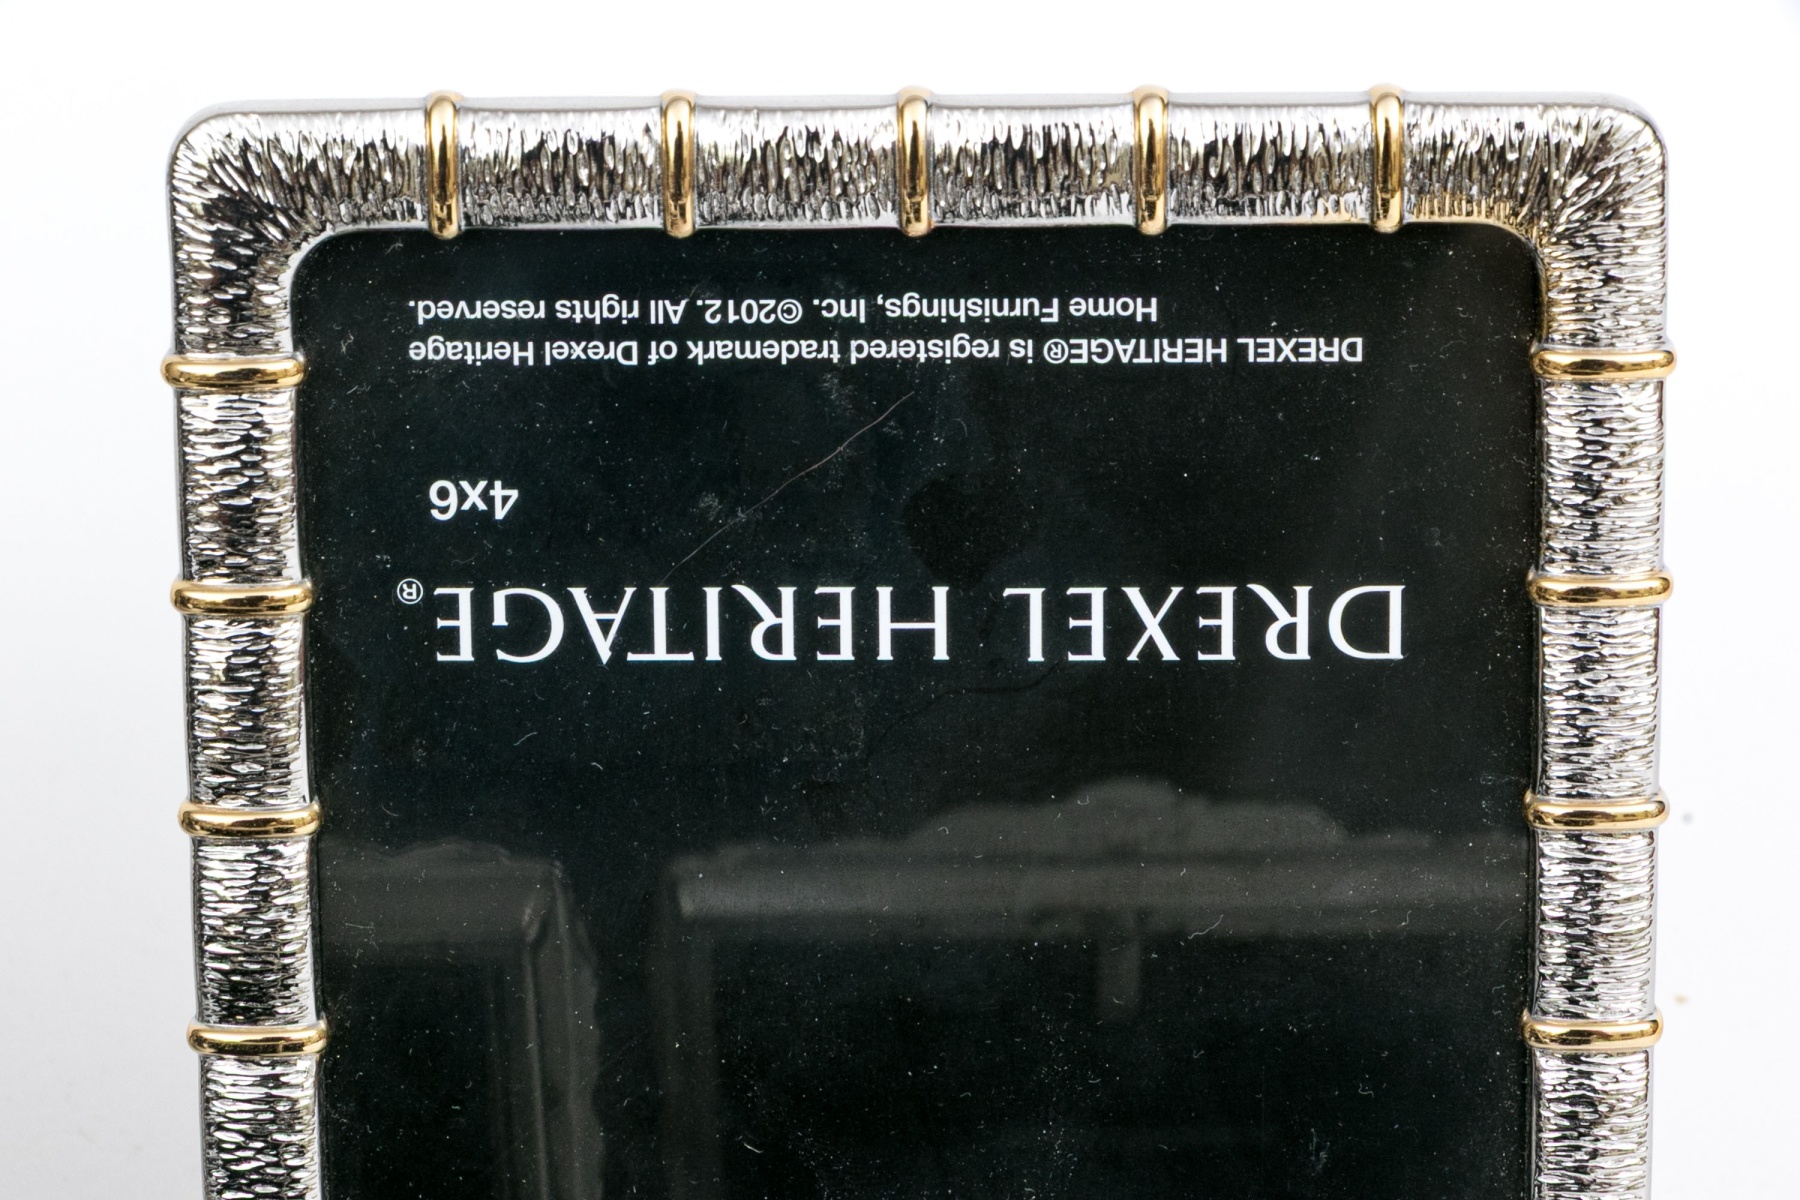 DREXEL HERITAGE®
4x6
DREXEL HERITAGE® is registered trademark of Drexel Heritage
Home Furnishings, Inc. ©2012. All rights reserved.